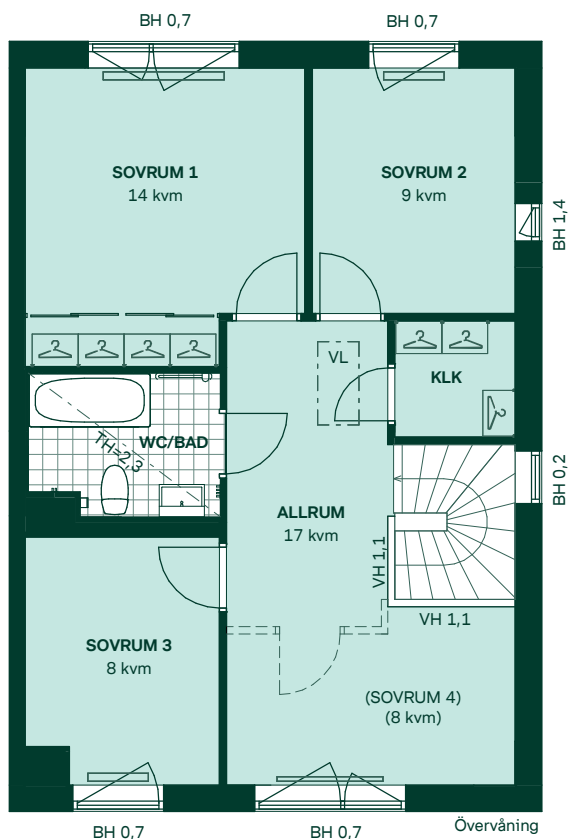 BH 0,7
BH 0,7
SOVRUM 1
14 kvm
SOVRUM 2
9 kvm
BH 1,4
VL
KLK
WC/BAD
TH=2,3
BH 0,2
ALLRUM
17 kvm
VH 1,1
VH 1,1
SOVRUM 3
8 kvm
(SOVRUM 4)
(8 kvm)
BH 0,7
BH 0,7
Övervåning